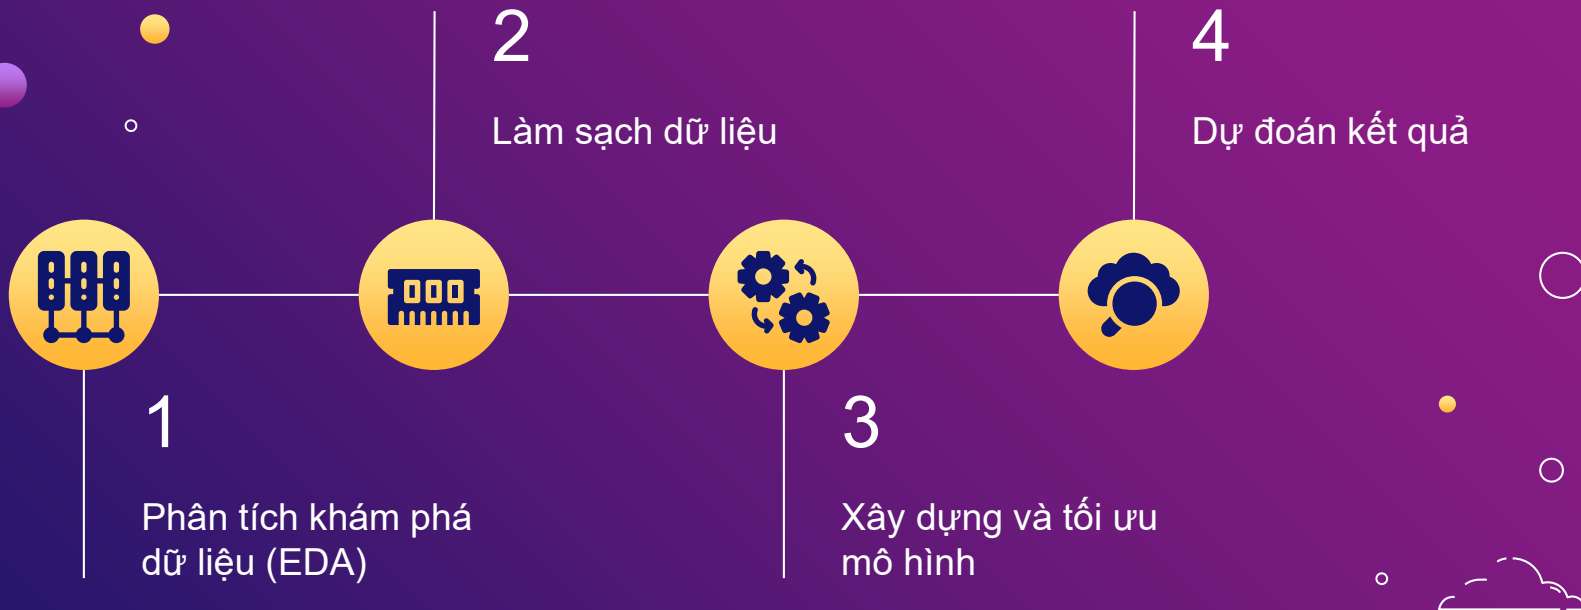 1
Phân tích khám phá
dữ liệu (EDA)
2
Làm sạch dữ liệu
3
Xây dựng và tối ưu
mô hình
4
Dự đoán kết quả